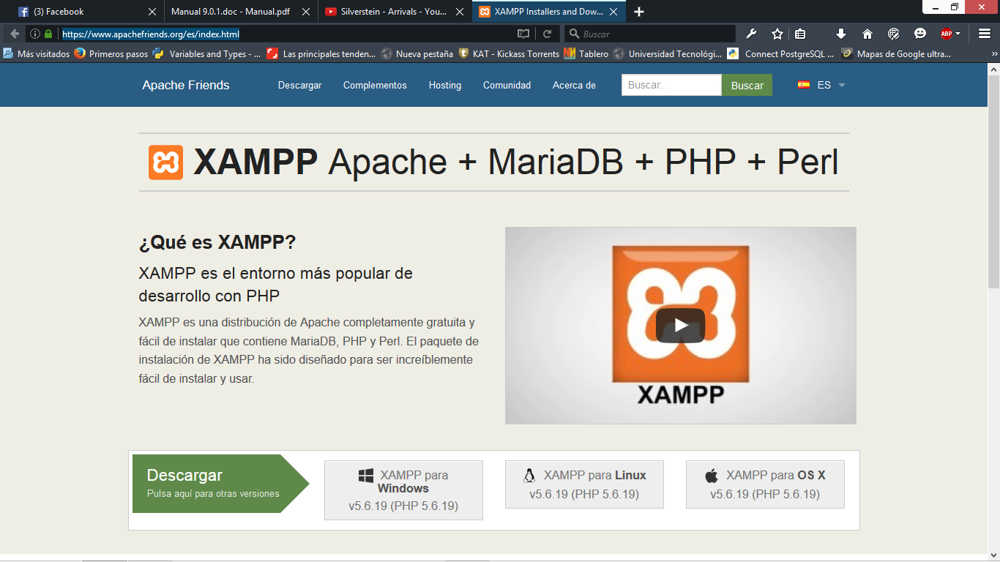 (3) Facebook
Manual 9.0.1.doc - Manual.pdf
Silverstein - Arrivals - You...
XAMPP Installers and Dow...
https://www.apachefriends.org/es/index.html
Buscar
ABP
Más visitados
Primeros pasos
Variables and Types - ...
Las principales tenden...
Nueva pestaña
KAT - Kickass Torrents
Tablero
Universidad Tecnológi...
Connect PostgreSQL ...
Mapas de Google ultra...
Apache Friends
Descargar
Complementos
Hosting
Comunidad
Acerca de
Buscar..
Buscar
ES
XAMPP Apache + MariaDB + PHP + Perl
¿Qué es XAMPP?
XAMPP es el entorno más popular de
desarrollo con PHP
XAMPP es una distribución de Apache completamente gratuita y
fácil de instalar que contiene MariaDB, PHP y Perl. El paquete de
instalación de XAMPP ha sido diseñado para ser increíblemente
fácil de instalar y usar.
XAMPP
Descargar
Pulsa aquí para otras versiones
XAMPP para
Windows
v5.6.19 (PHP 5.6.19)
XAMPP para Linux
v5.6.19 (PHP 5.6.19)
XAMPP para OS X
v5.6.19 (PHP 5.6.19)